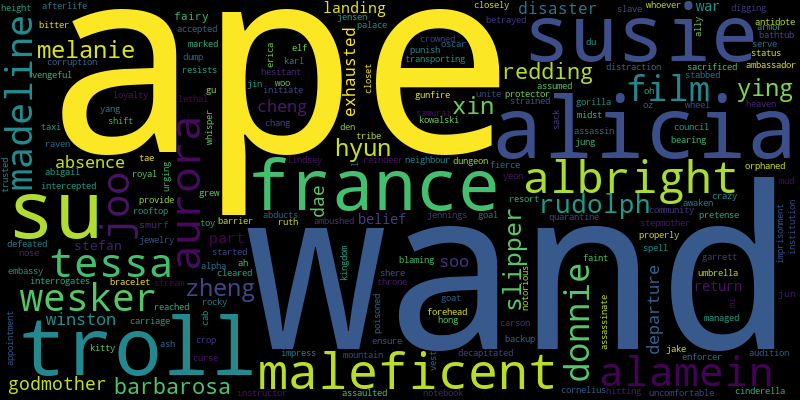 height afterlife fairy landing jensen closely whoever war digging
bitter accepted palace betrayed slave disaster antidote
melanie marked elf crowned ally armor
corruption dump woo karl punish oscar du bathtub
vengeful resists erica hesitant transporting susie serve
madeline ape exhausted closet redding distraction status
loyalty lethal jin initiate assumed unite stabbed sacrificed ambassador
yang gu cheng gunfire protector gorilla oh film ying
taxi shift whisper chang samurai strained xin midst oz wheel heaven
raven hyun den tribe kowalski assassin sack council
absence tae lindsey reindeer neighbour jung bearing alicia
trusted abigail royal urging dungeon fierce orphaned
intercepted aurora grew dae france yeon albright mud
su joo provide toy barrier belief jennings goal resort rudolph awaken crazy
rooftop abducts ambushed slipper quarantine community pretense stepmother imprisonment institution
defeated smurf ruth
nose stefan jewelry part started blaming soo properly spell
tessa alpha ah shere faint garrett
embassy interrogates cleared kingdom throne notorious umbrella
wesker bracelet stream zheng wand goat donnie departure return jun
reached rocky poisoned forehead assassinate mi
winston carriage cab hong carson managed
appointment troll ash crop ensure backup jake
kitty curse impress mountain vest decapitated enforcer audition
godmother barbarosa maleficent cornelius alamein
instructor assaulted notebook hitting uncomfortable cinderella